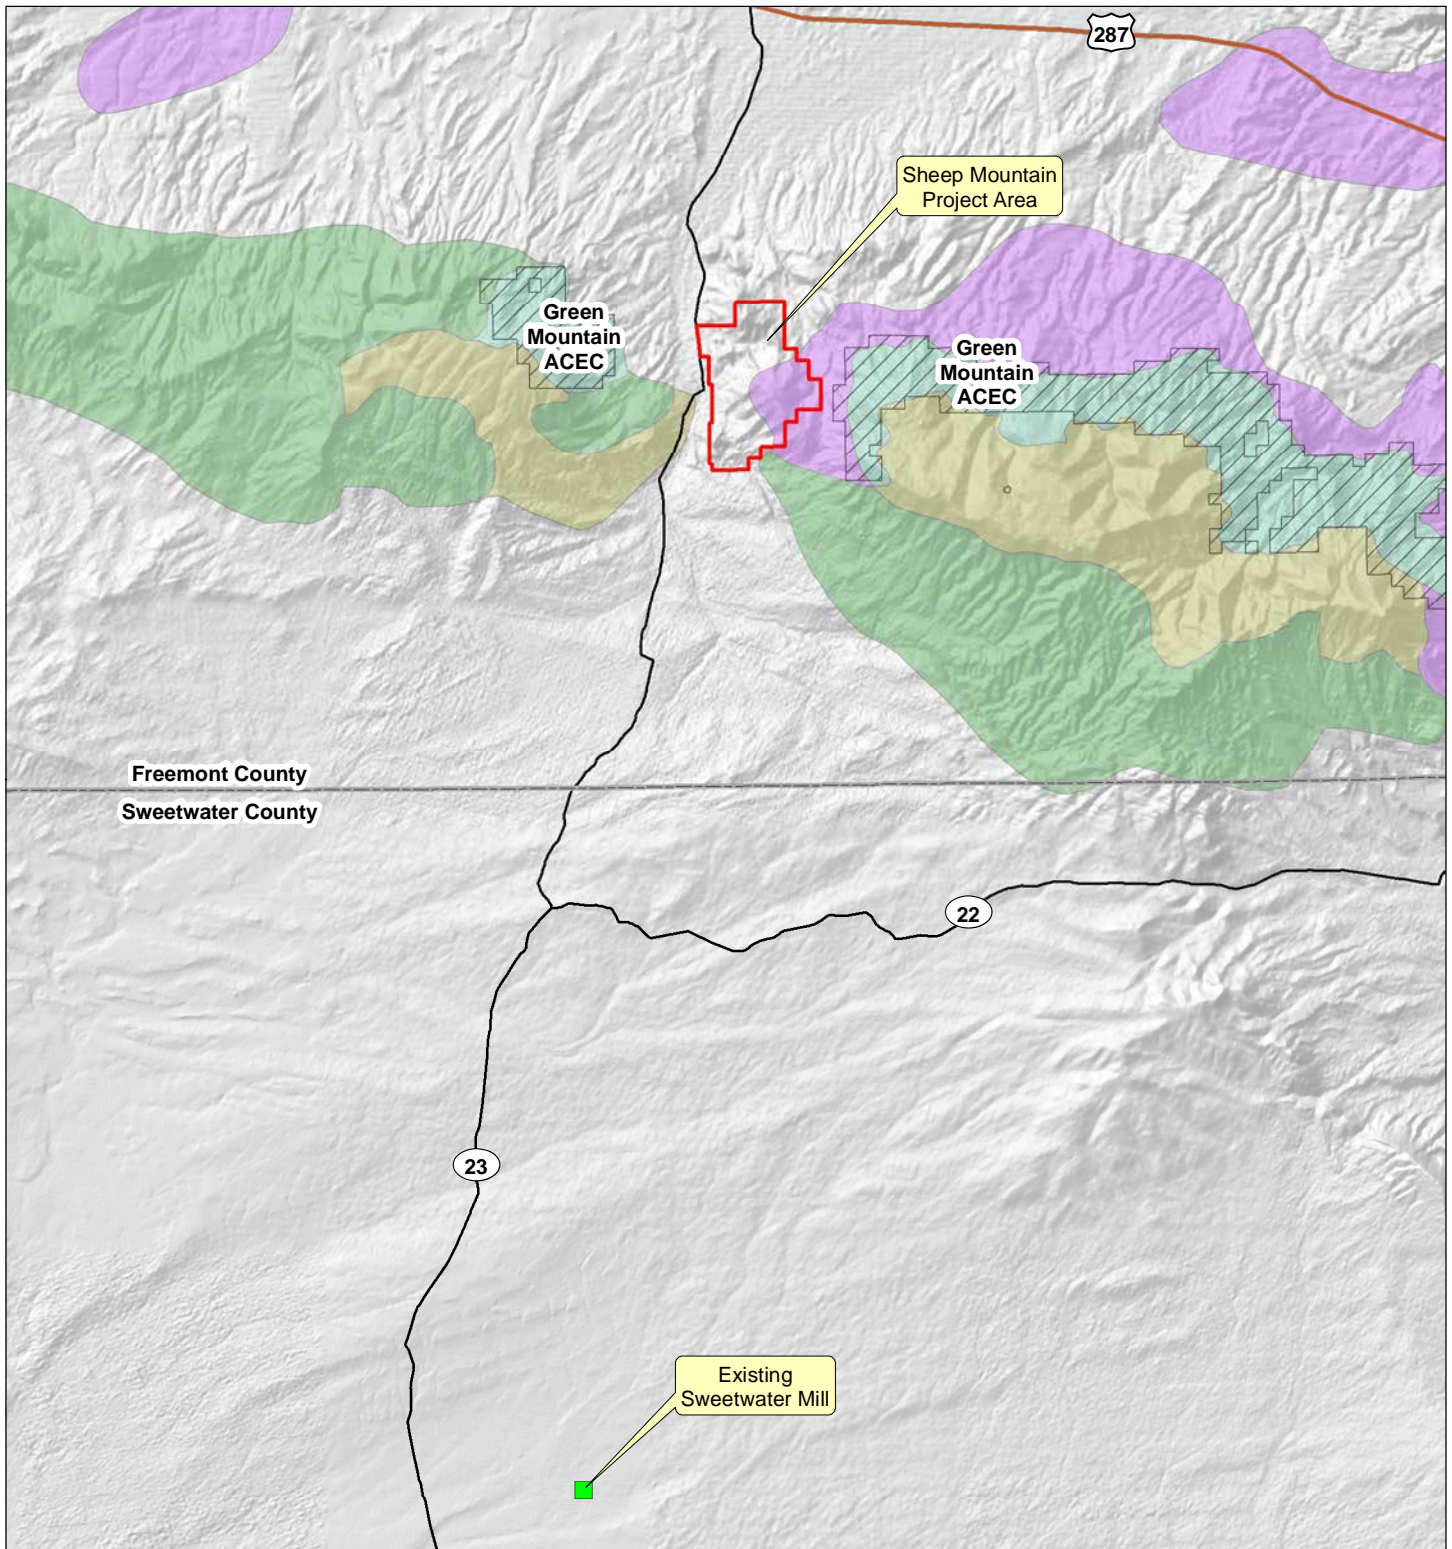 287
Sheep Mountain
Project Area
Green
Mountain
ACEC
Green
Mountain
ACEC
Freemont County
Sweetwater County
22
23
Existing
Sweetwater Mill